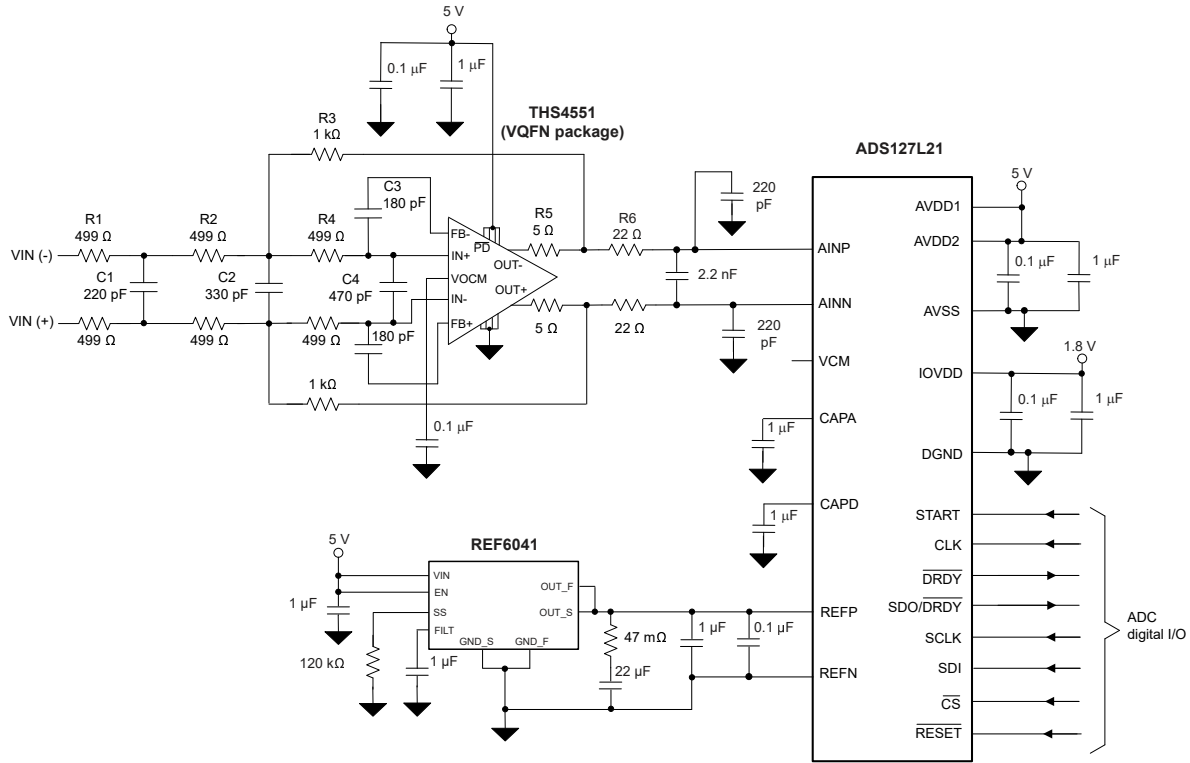 5 V
0.1 μF
1 μF
THS4551
(VQFN package)
R3
1 kΩ
ADS127L21
5 V
C3
180 pF
220
pF
AVDD1
R1
499 Ω
R2
499 Ω
R4
499 Ω
FB-
PD
R5
5 Ω
R6
22 Ω
AVDD2
VIN (-)
IN+
OUT-
AINP
0.1 μF
1 μF
C1
220 pF
C2
330 pF
C4
470 pF
VOCM
2.2 nF
OUT+
IN-
AINN
AVSS
VIN (+)
499 Ω
499 Ω
499 Ω
180 pF
FB+
5 Ω
22 Ω
220
pF
1.8 V
VCM
IOVDD
1 kΩ
0.1 μF
1 μF
0.1 μF
CAPA
1 μF
DGND
CAPD
1 μF
START
REF6041
5 V
CLK
VIN
EN
SS
FILT
OUT_F
OUT_S
GND_S
GND_F
DRDY
SDO/DRDY
1 μF
REFP
47 mΩ
1 μF
0.1 μF
SCLK
ADC
digital I/O
120 kΩ
1 μF
22 μF
REFN
SDI
CS
RESET